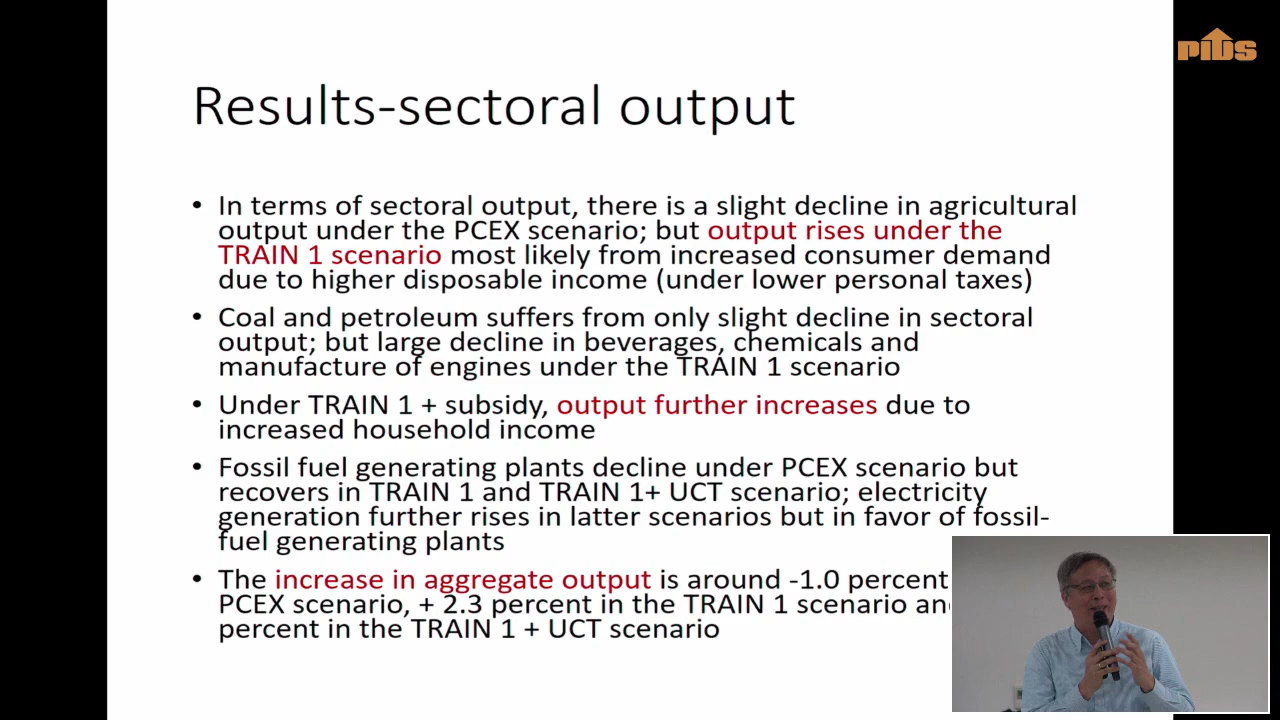 PIDS
Results-sectoral output
• In terms of sectoral output, there is a slight decline in agricultural
output under the PCEX scenario; but output rises under the
TRAIN 1 scenario most likely from increased consumer demand
due to higher disposable income (under lower personal taxes)
• Coal and petroleum suffers from only slight decline in sectoral
output; but large decline in beverages, chemicals and
manufacture of engines under the TRAIN 1 scenario
• Under TRAIN 1 + subsidy, output further increases due to
increased household income
• Fossil fuel generating plants decline under PCEX scenario but
recovers in TRAIN 1 and TRAIN 1+ UCT scenario; electricity
generation further rises in latter scenarios but in favor of fossil-
fuel generating plants
• The increase in aggregate output is around -1.0 percent
PCEX scenario, + 2.3 percent in the TRAIN 1 scenario
percent in the TRAIN 1 + UCT scenario